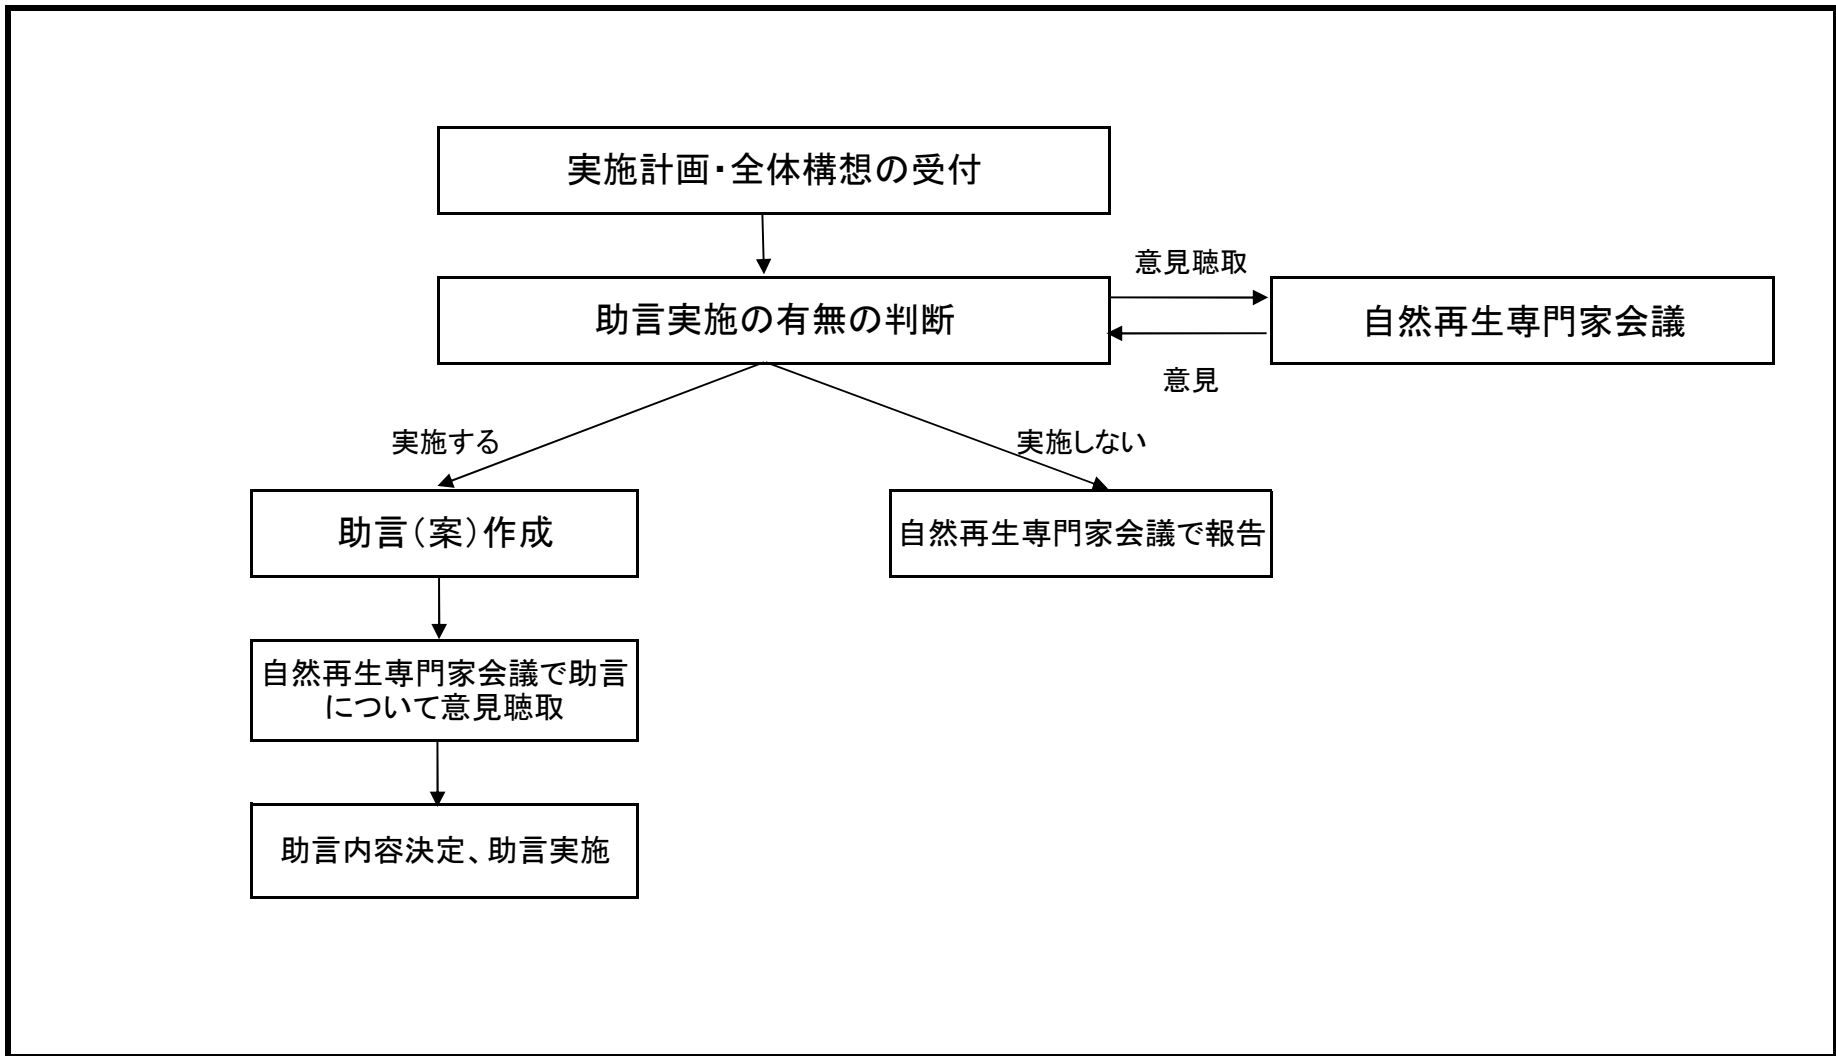 実施計画・全体構想の受付
意見聴取
助言実施の有無の判断
自然再生専門家会議
意見
実施する
実施しない
助言（案）作成
自然再生専門家会議で報告
自然再生専門家会議で助言
について意見聴取
助言内容決定、助言実施